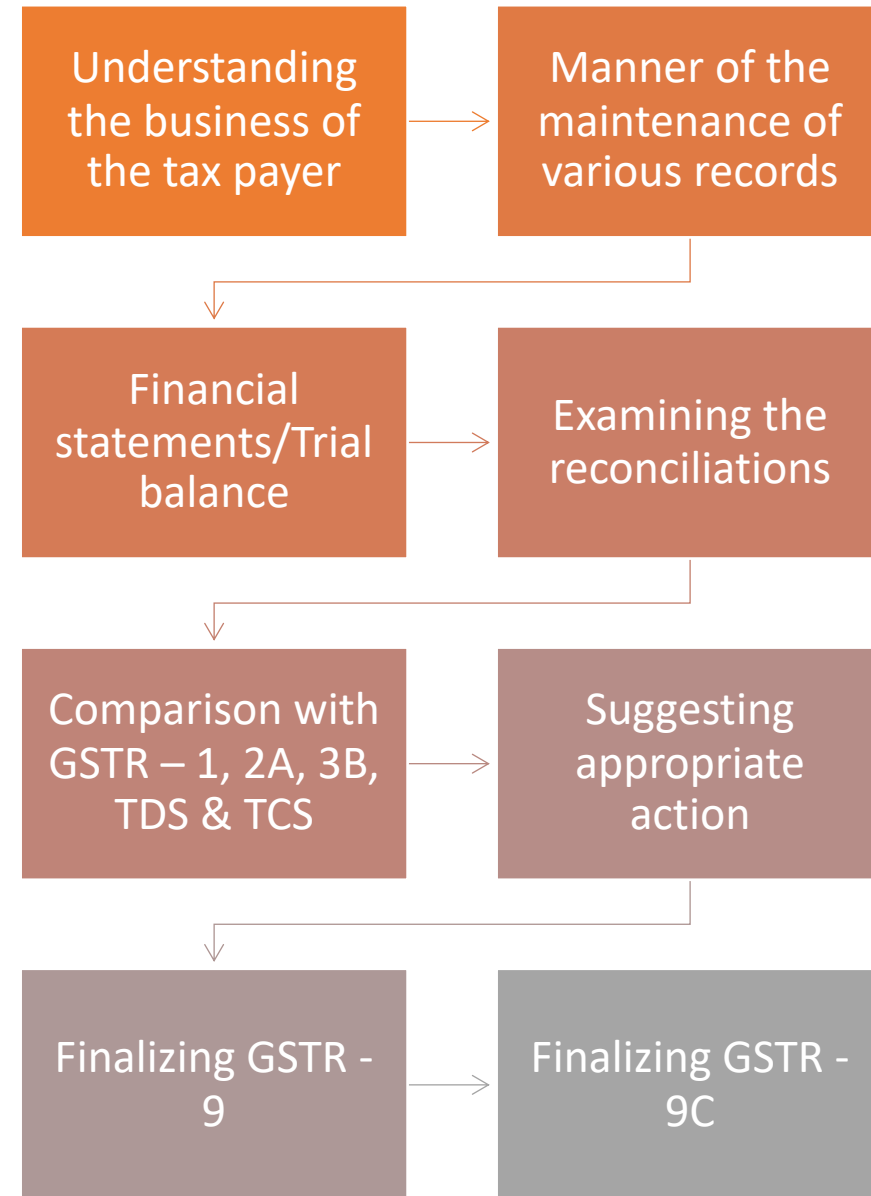 Understanding
the business of
the tax payer
Manner of the
maintenance of
various records
Financial
statements/Trial
balance
Examining the
reconciliations
Comparison with
GSTR – 1, 2A, 3B,
TDS & TCS
Suggesting
appropriate
action
Finalizing GSTR -
9
Finalizing GSTR -
9C